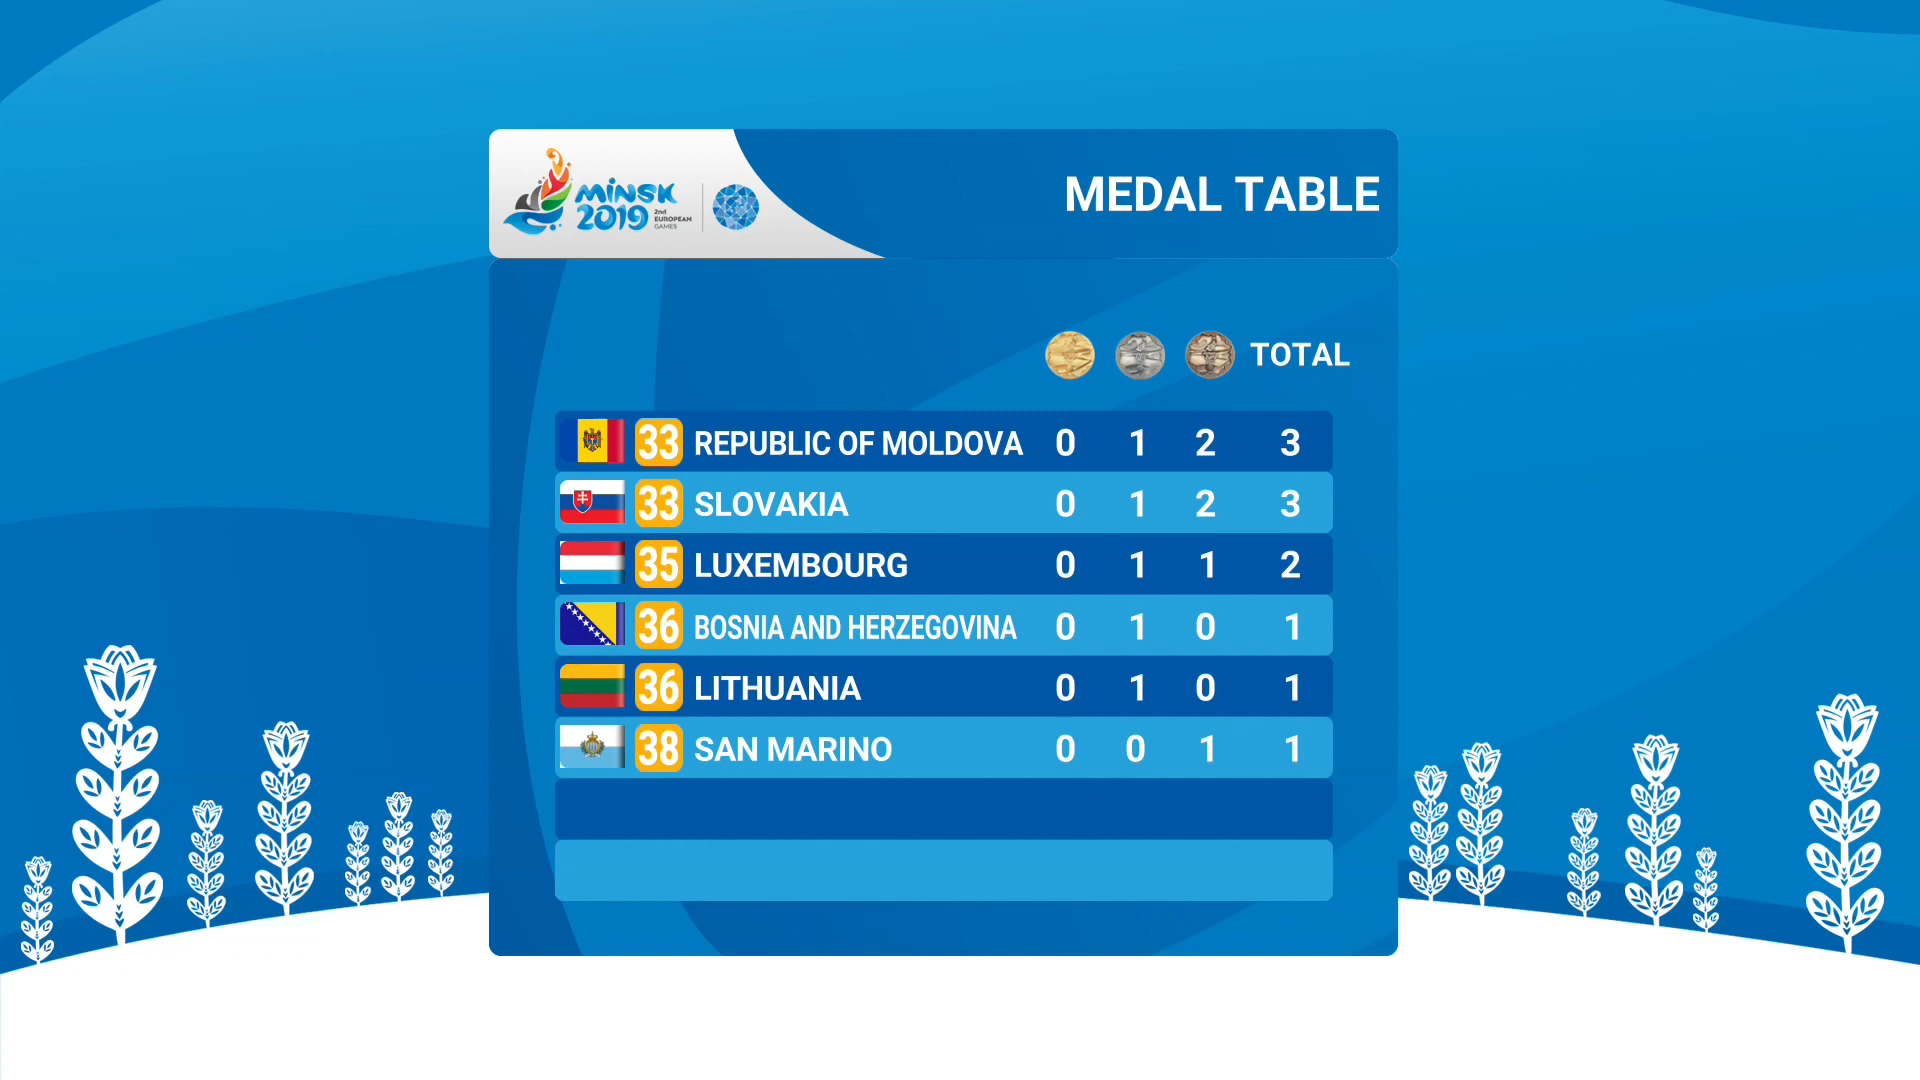 MINSK
2019 2nd
EUROPEAN
GAMES
MEDAL TABLE
TOTAL
33 REPUBLIC OF MOLDOVA 0 1 2 3
33 SLOVAKIA 0 1 2 3
35 LUXEMBOURG 0 1 1 2
36 BOSNIA AND HERZEGOVINA 0 1 0 1
36 LITHUANIA 0 1 0 1
38 SAN MARINO 0 0 1 1